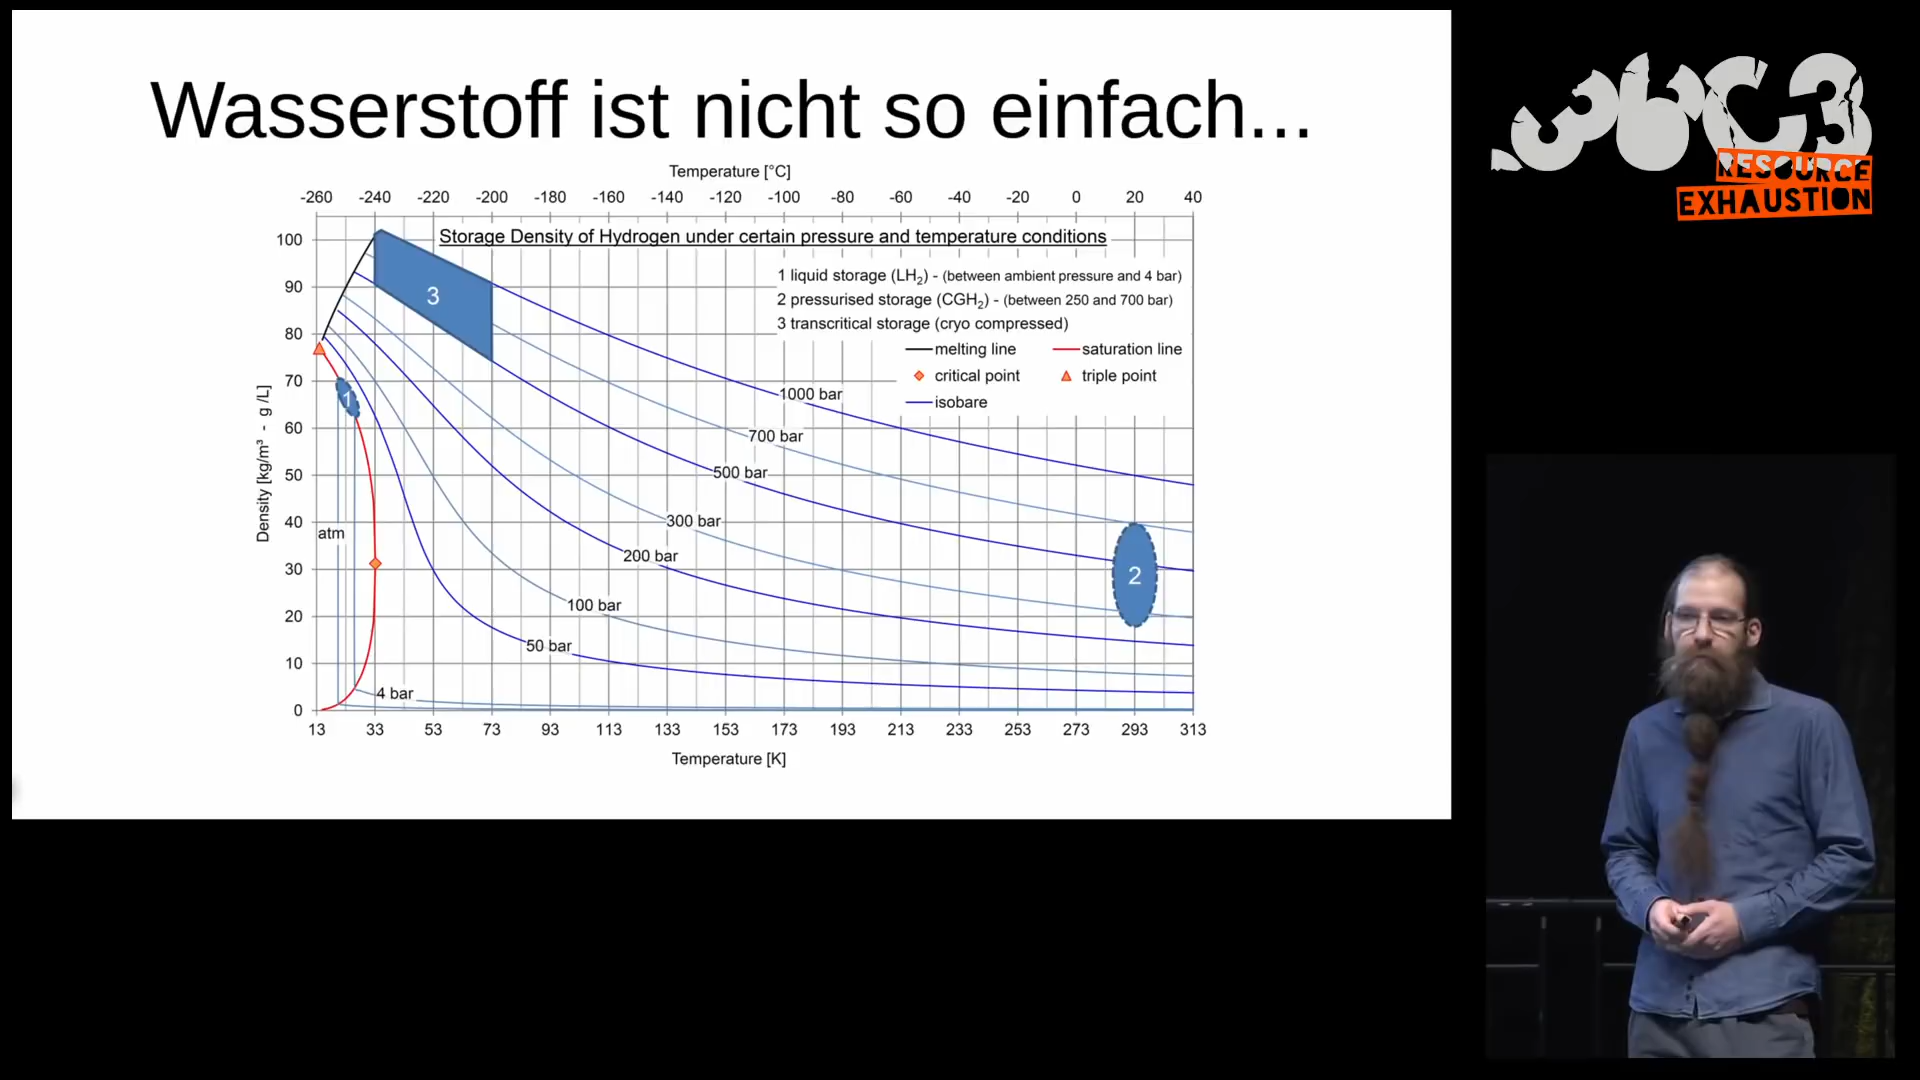 Wasserstoff ist nicht so einfach...
Temperature [°C]
-260 -240 -220 -200 -180 -160 -140 -120 -100 -80 -60 -40 -20 0 20 40
Storage Density of Hydrogen under certain pressure and temperature conditions
1 liquid storage (LH₂) - (between ambient pressure and 4 bar)
2 pressurised storage (CGH₂) - (between 250 and 700 bar)
3 transcritical storage (cryo compressed)
melting line
saturation line
critical point
triple point
isobare
Density [kg/m³ - g /L]
100
90
80
70
60
50
40
30
20
10
0
3
1
2
atm
1000 bar
700 bar
500 bar
300 bar
200 bar
100 bar
50 bar
4 bar
13 33 53 73 93 113 133 153 173 193 213 233 253 273 293 313
Temperature [K]
.36C3
RESOURCE
EXHAUSTION